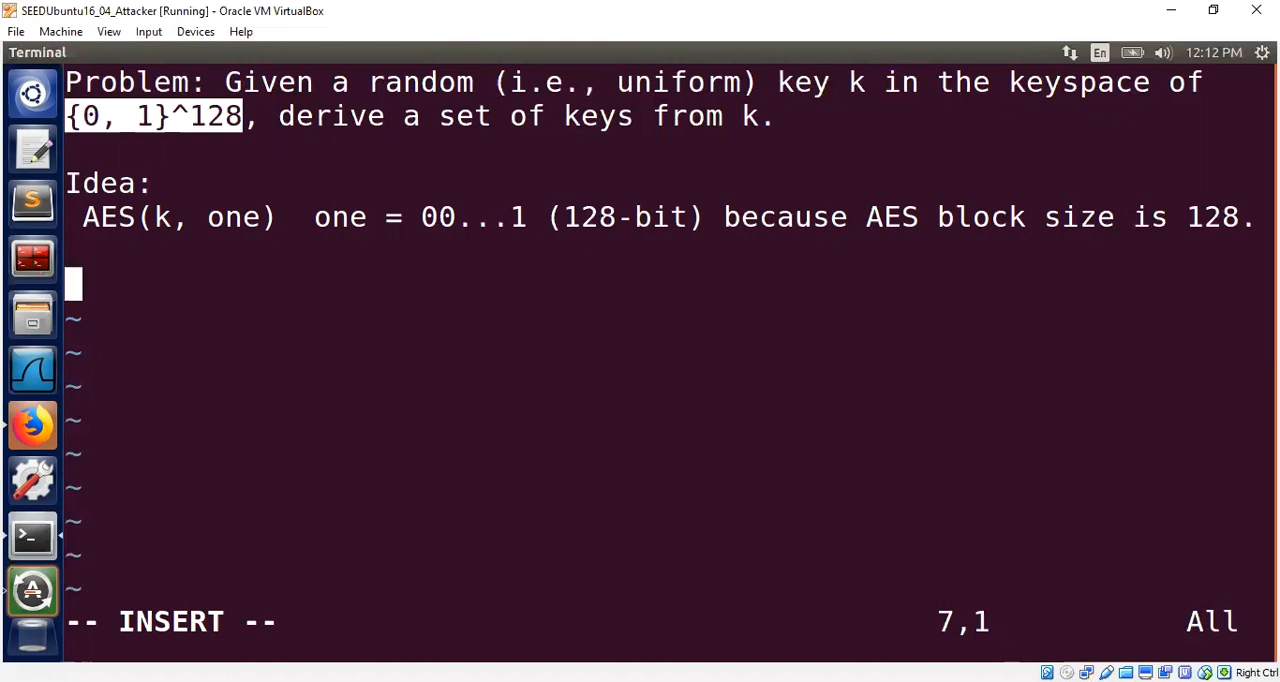 SEEDUbuntu16_04_Attacker [Running] - Oracle VM VirtualBox
File Machine View Input Devices Help
Terminal En 12:12 PM
Problem: Given a random (i.e., uniform) key k in the keyspace of
{0, 1}^128, derive a set of keys from k.
Idea:
AES(k, one) one = 00...1 (128-bit) because AES block size is 128.
~
~
~
~
~
~
~
~
~
-- INSERT -- 7,1 All
Right Ctrl